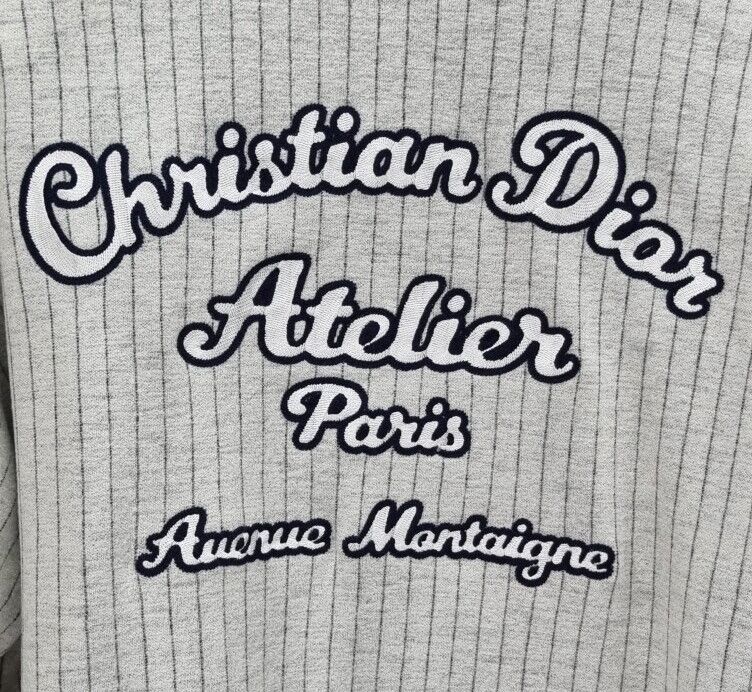 Christian Dior
Atelier
Paris
Avenue Montaigne